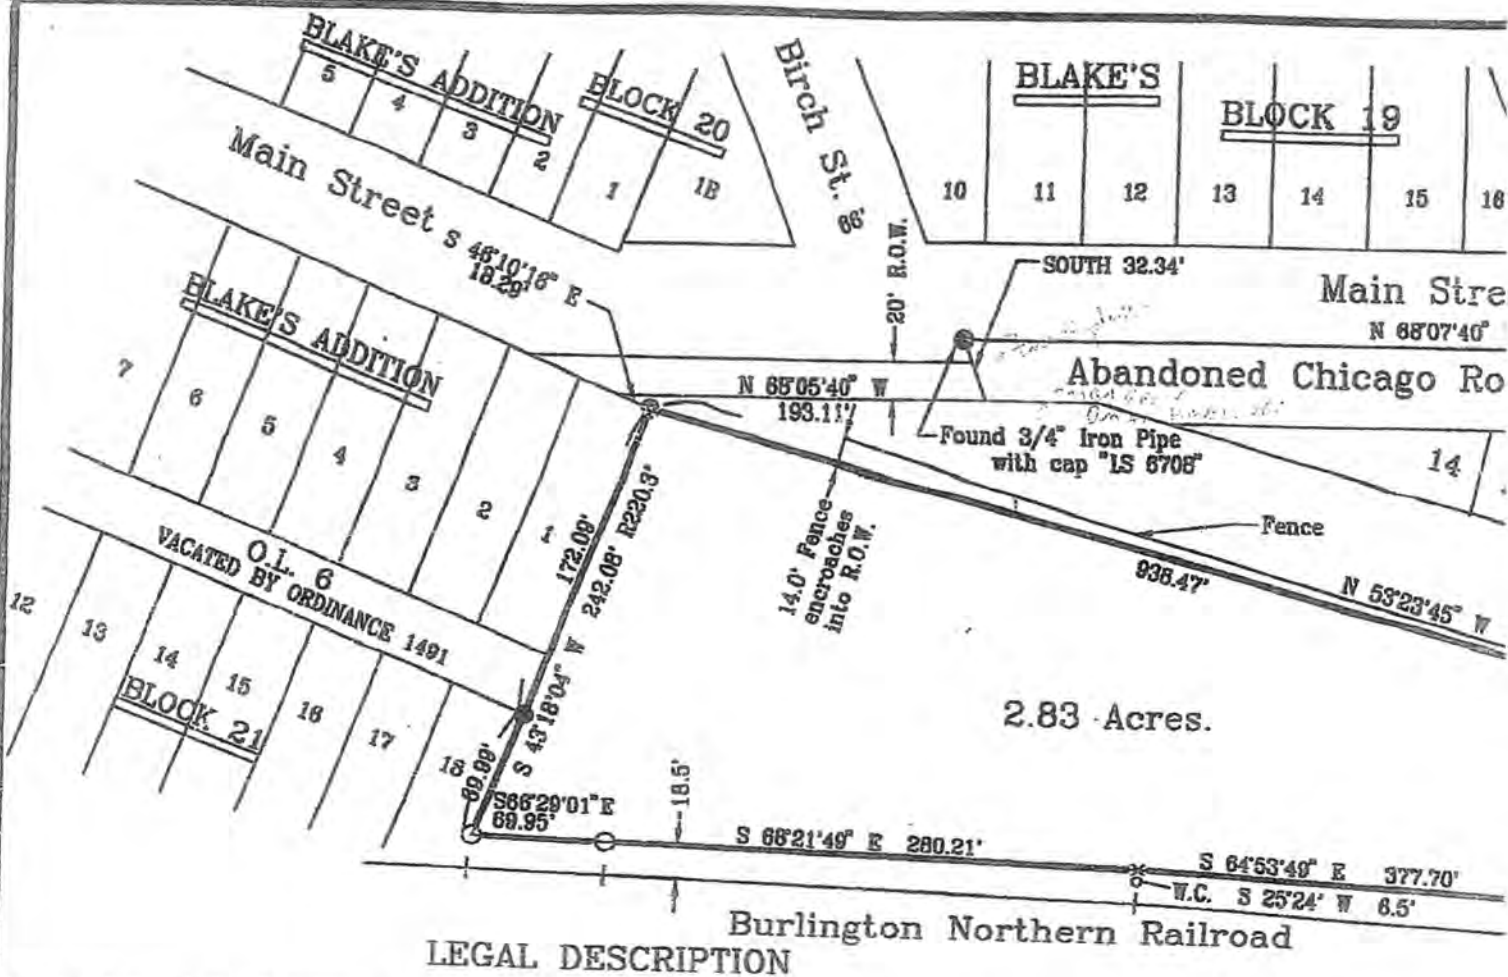 BLAKE'S ADDITION
5
4
3
2
BLOCK 20
1
1E
Birch St. 66'
BLAKE'S
BLOCK 19
10
11
12
13
14
15
16
Main Street
S 46°10'16" E
18.29'
20' R.O.W.
SOUTH 32.34'
Main Stre
N 68°07'40"
Abandoned Chicago Ro
BLAKE'S ADDITION
7
6
5
4
3
2
1
N 68°05'40" W
193.11'
Found 3/4" Iron Pipe
with cap "LS 6708"
14
172.09'
242.08' R220.3'
S 43°18'04" W
69.99'
14.0' Fence
encroaches
into R.O.W.
Fence
938.47'
N 53°23'45" W
O.L. 6
VACATED BY ORDINANCE 1491
12
13
14
15
16
17
18
BLOCK 21
2.83 Acres.
S66°29'01"E
69.95'
18.5'
S 66°21'49" E 280.21'
S 64°53'49" E 377.70'
W.C. S 25°24' W 6.5'
Burlington Northern Railroad
LEGAL DESCRIPTION